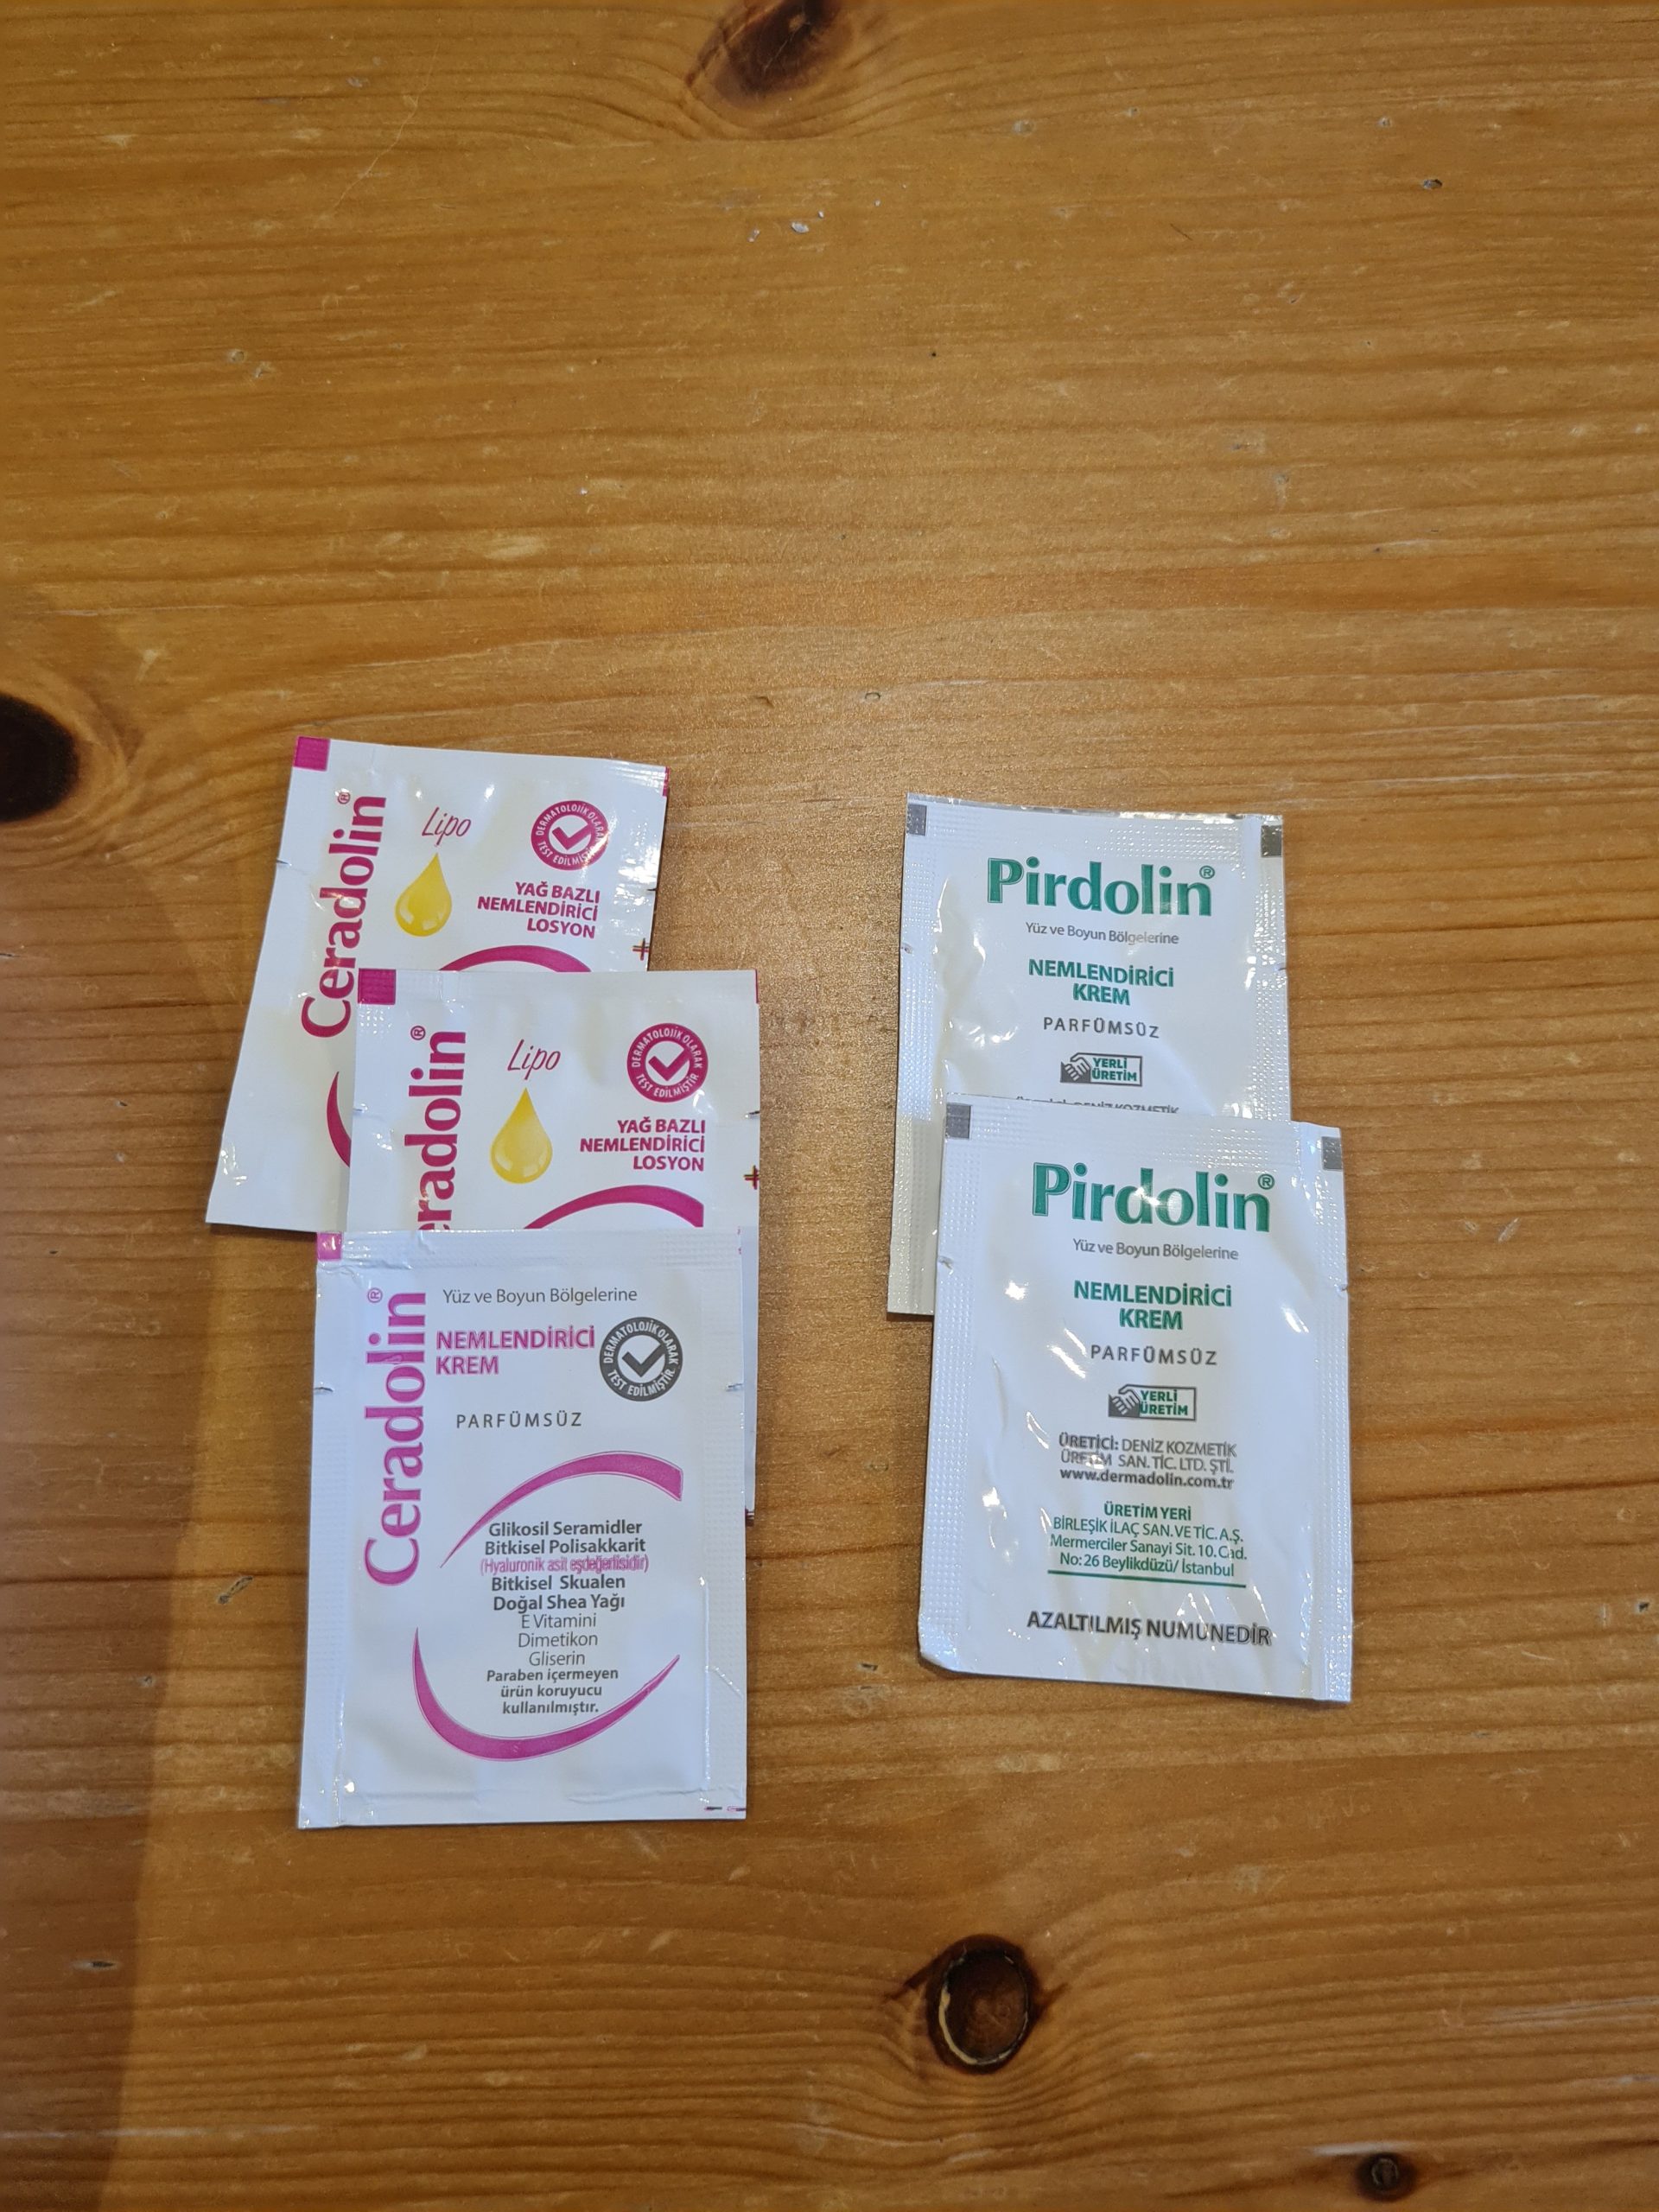 Ceradolin®
Lipo
DERMATOLOJİK OLARAK TEST EDİLMİŞTİR
YAĞ BAZLI
NEMLENDİRİCİ
LOSYON
eradolin®
Lipo
DERMATOLOJİK OLARAK TEST EDİLMİŞTİR
YAĞ BAZLI
NEMLENDİRİCİ
LOSYON
Ceradolin®
Yüz ve Boyun Bölgelerine
NEMLENDİRİCİ
KREM
DERMATOLOJİK OLARAK TEST EDİLMİŞTİR.
PARFÜMSÜZ
Glikosil Seramidler
Bitkisel Polisakkarit
(Hyaluronik asit eşdeğerlisidir)
Bitkisel Skualen
Doğal Shea Yağı
E Vitamini
Dimetikon
Gliserin
Paraben içermeyen
ürün koruyucu
kullanılmıştır.
Pirdolin®
Yüz ve Boyun Bölgelerine
NEMLENDİRİCİ
KREM
PARFÜMSÜZ
YERLİ
ÜRETİM
Pirdolin®
Yüz ve Boyun Bölgelerine
NEMLENDİRİCİ
KREM
PARFÜMSÜZ
YERLİ
ÜRETİM
ÜRETİCİ: DENİZ KOZMETİK
ÜRETİM SAN. TİC. LTD. ŞTİ.
www.dermadolin.com.tr
ÜRETİM YERİ
BİRLEŞİK İLAÇ SAN. VE TİC. A.Ş.
Mermerciler Sanayi Sit. 10. Cad.
No: 26 Beylikdüzü/ İstanbul
AZALTILMIŞ NUMUNEDİR